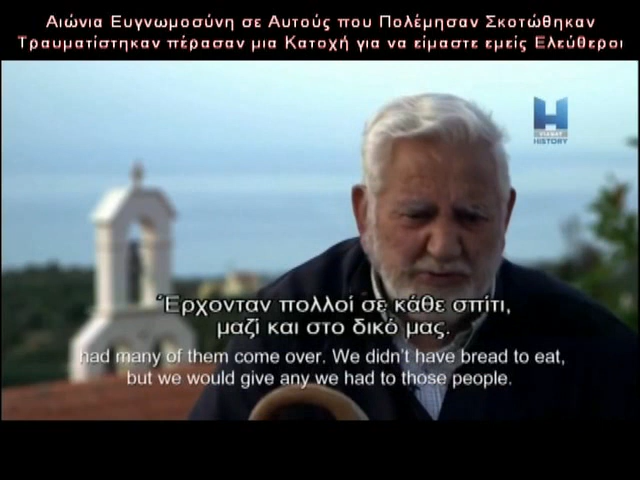 Αιώνια Ευγνωμοσύνη σε Αυτούς που Πολέμησαν Σκοτώθηκαν
Τραυματίστηκαν πέρασαν μια Κατοχή για να είμαστε εμείς Ελεύθεροι
VIASAT
HISTORY
Έρχονταν πολλοί σε κάθε σπίτι,
μαζί και στο δικό μας.
had many of them come over. We didn't have bread to eat,
but we would give any we had to those people.